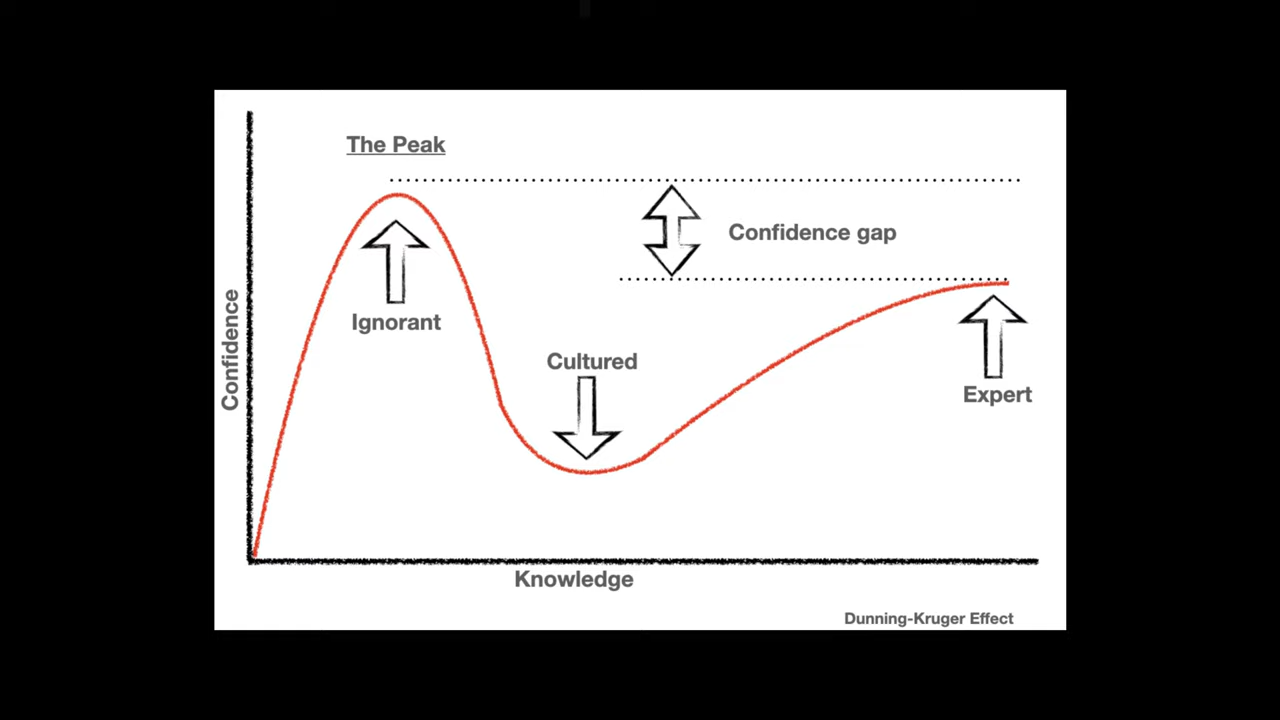 The Peak
Confidence gap
Ignorant
Cultured
Expert
Confidence
Knowledge
Dunning-Kruger Effect